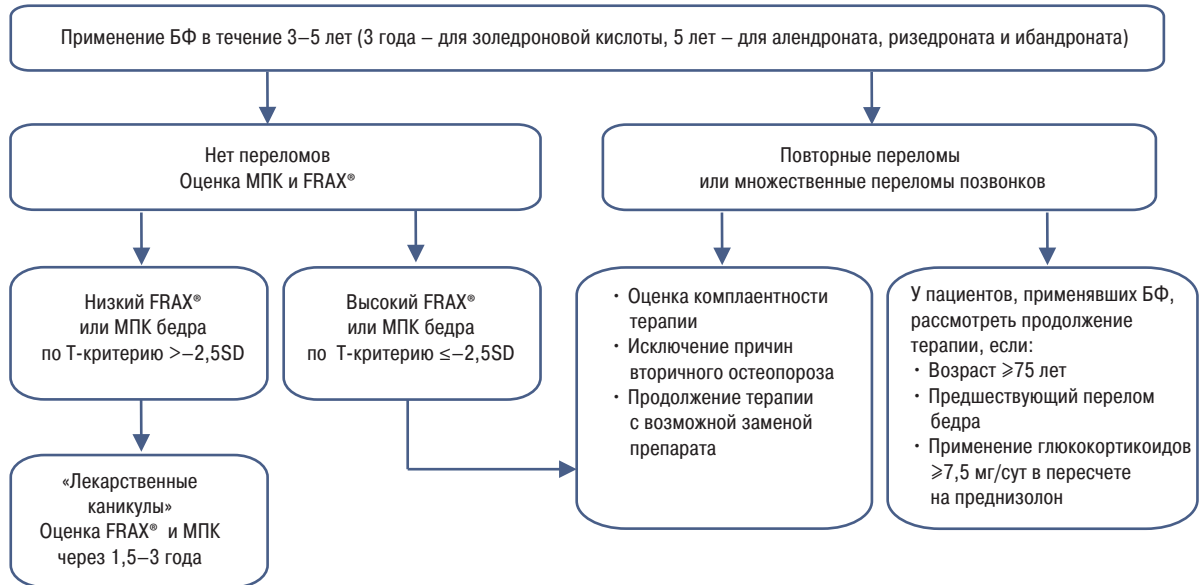 Применение БФ в течение 3–5 лет (3 года – для золедроновой кислоты, 5 лет – для алендроната, ризедроната и ибандроната)
Нет переломов
Оценка МПК и FRAX®
Повторные переломы
или множественные переломы позвонков
Низкий FRAX®
или МПК бедра
по Т-критерию >–2,5SD
Высокий FRAX®
или МПК бедра
по Т-критерию ≤–2,5SD
· Оценка комплаентности
терапии
· Исключение причин
вторичного остеопороза
· Продолжение терапии
с возможной заменой
препарата
У пациентов, применявших БФ,
рассмотреть продолжение
терапии, если:
· Возраст ⩾75 лет
· Предшествующий перелом
бедра
· Применение глюкокортикоидов
⩾7,5 мг/сут в пересчете
на преднизолон
«Лекарственные
каникулы»
Оценка FRAX® и МПК
через 1,5–3 года